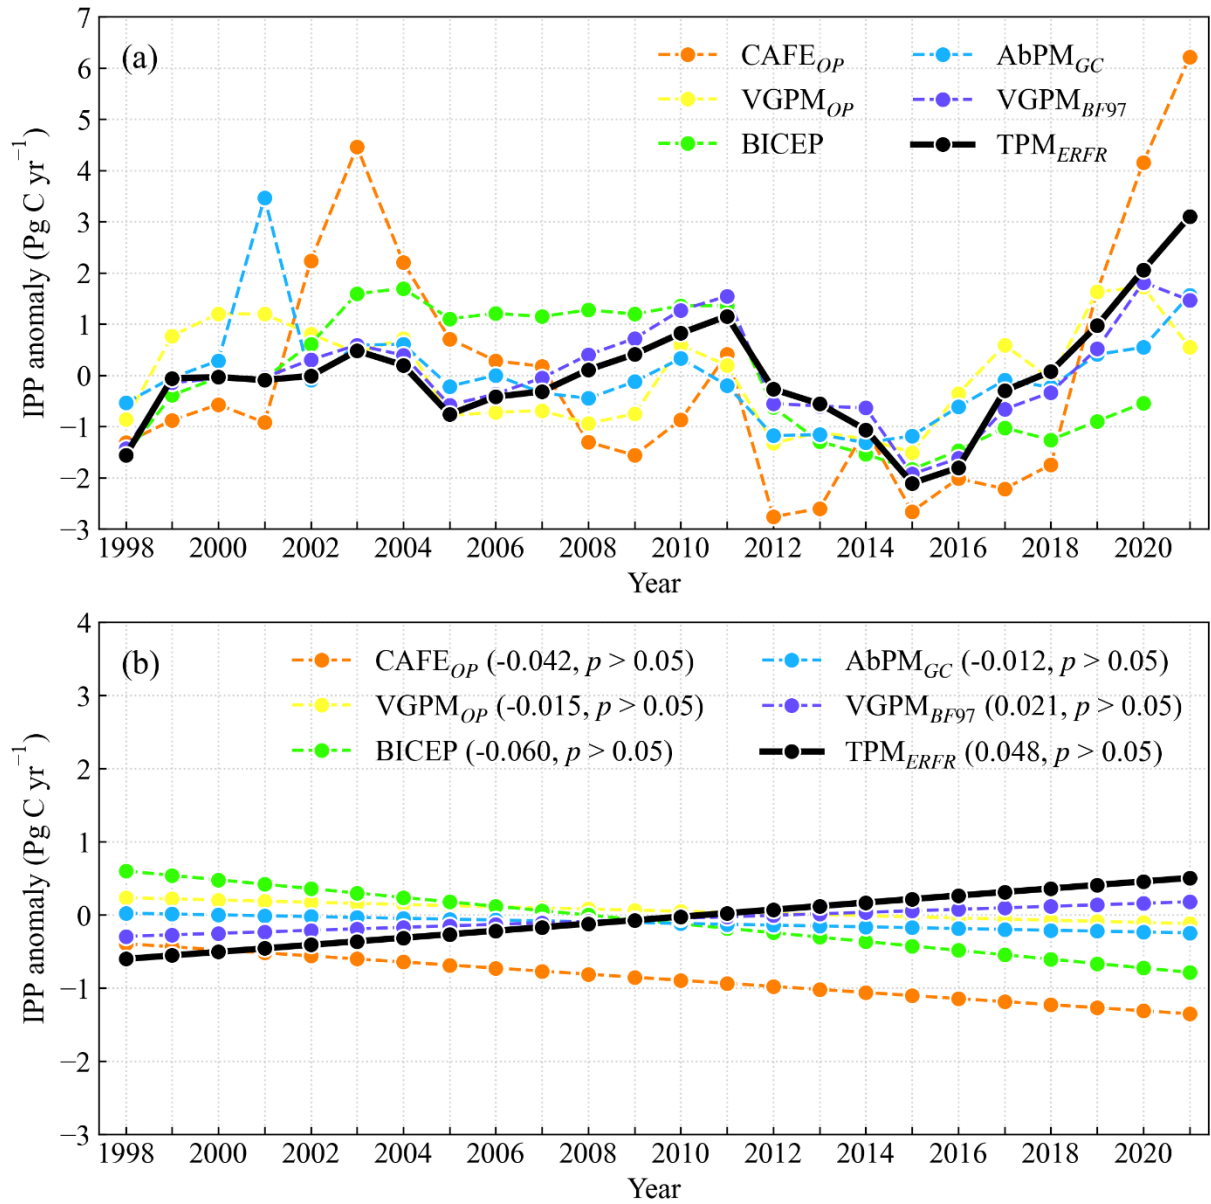 (a)
CAFE_OP
AbPM_GC
VGPM_OP
VGPM_BF97
BICEP
TPM_ERFR
IPP anomaly (Pg C yr⁻¹)
7
6
5
4
3
2
1
0
−1
−2
−3
1998 2000 2002 2004 2006 2008 2010 2012 2014 2016 2018 2020
Year
(b)
CAFE_OP (-0.042, p > 0.05)
AbPM_GC (-0.012, p > 0.05)
VGPM_OP (-0.015, p > 0.05)
VGPM_BF97 (0.021, p > 0.05)
BICEP (-0.060, p > 0.05)
TPM_ERFR (0.048, p > 0.05)
IPP anomaly (Pg C yr⁻¹)
4
3
2
1
0
−1
−2
−3
1998 2000 2002 2004 2006 2008 2010 2012 2014 2016 2018 2020
Year